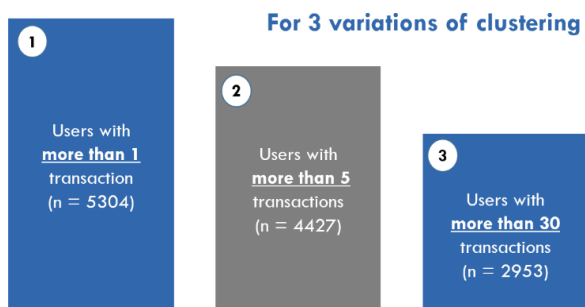 For 3 variations of clustering
1
Users with
more than 1
transaction
(n = 5304)
2
Users with
more than 5
transactions
(n = 4427)
3
Users with
more than 30
transactions
(n = 2953)